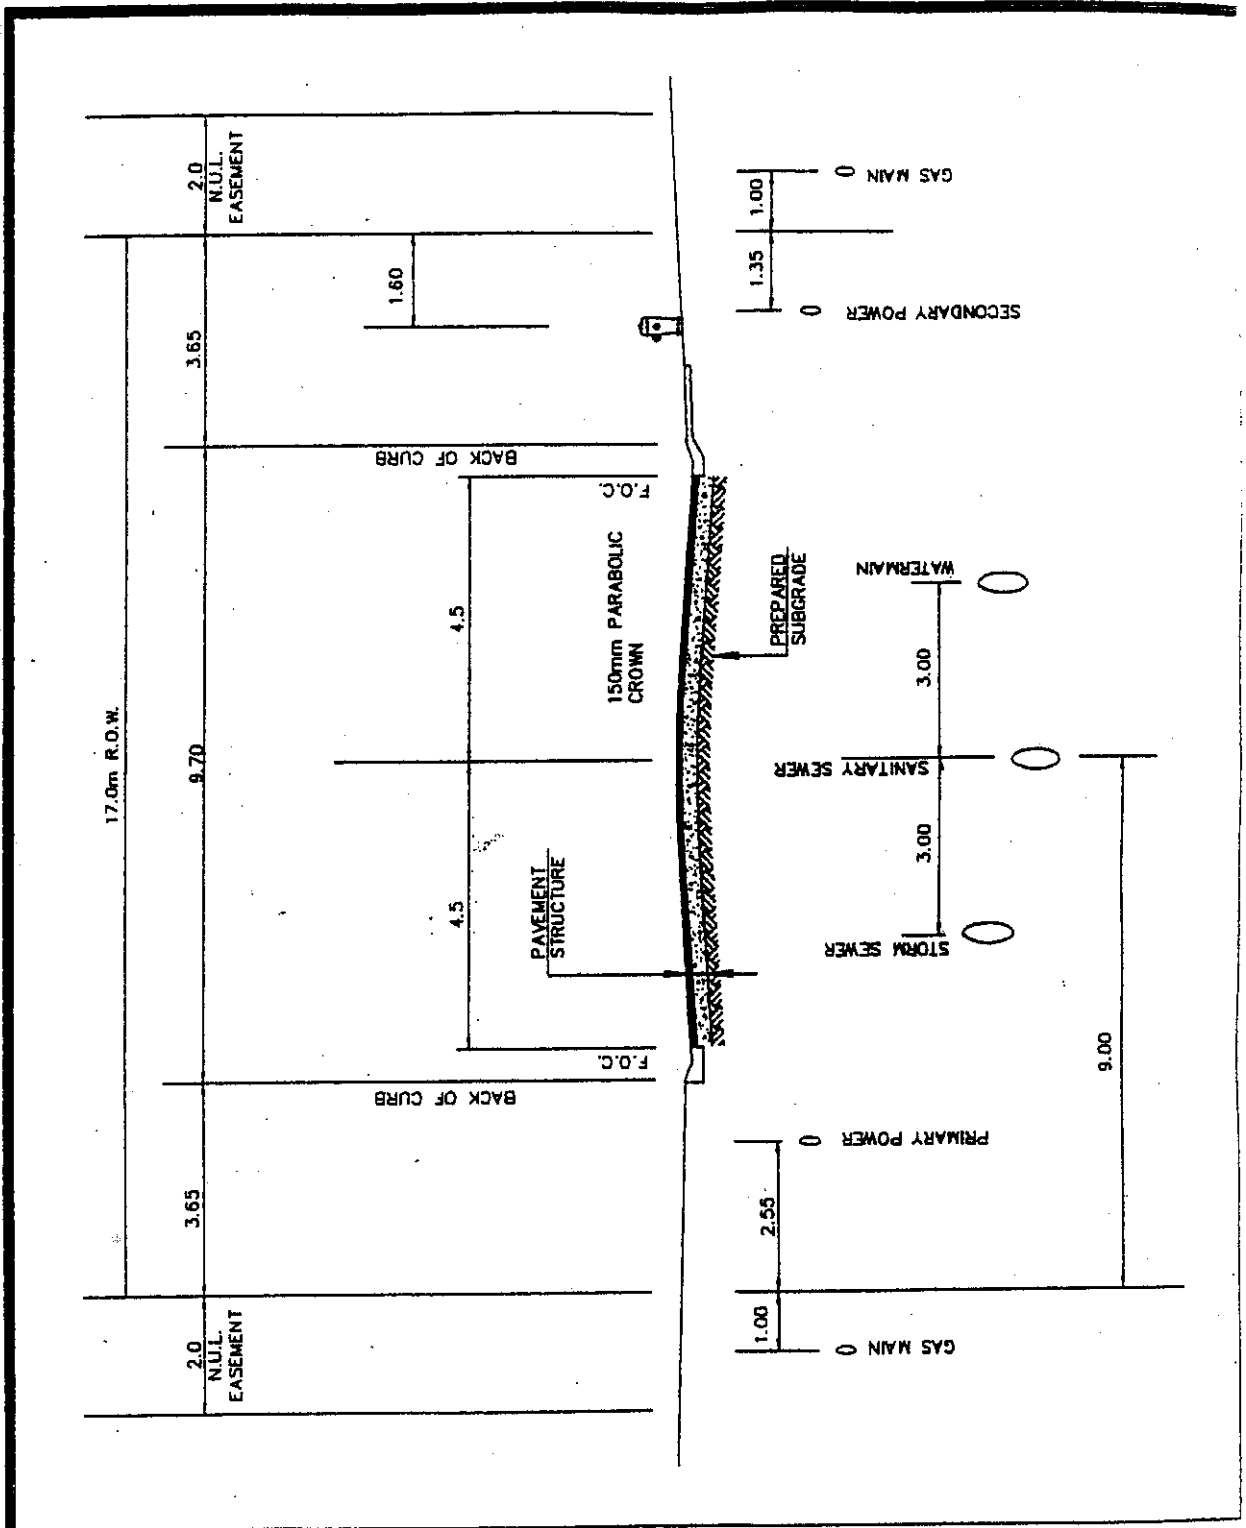 17.0m R.O.W.
2.0
N.U.L.
EASEMENT
3.65
9.70
3.65
2.0
N.U.L.
EASEMENT
1.60
BACK OF CURB
BACK OF CURB
4.5
4.5
F.O.C.
F.O.C.
PAVEMENT
STRUCTURE
150mm PARABOLIC
CROWN
PREPARED
SUBGRADE
1.00
2.55
1.35
1.00
GAS MAIN
PRIMARY POWER
SECONDARY POWER
GAS MAIN
STORM SEWER
SANITARY SEWER
WATERMAIN
3.00
3.00
9.00